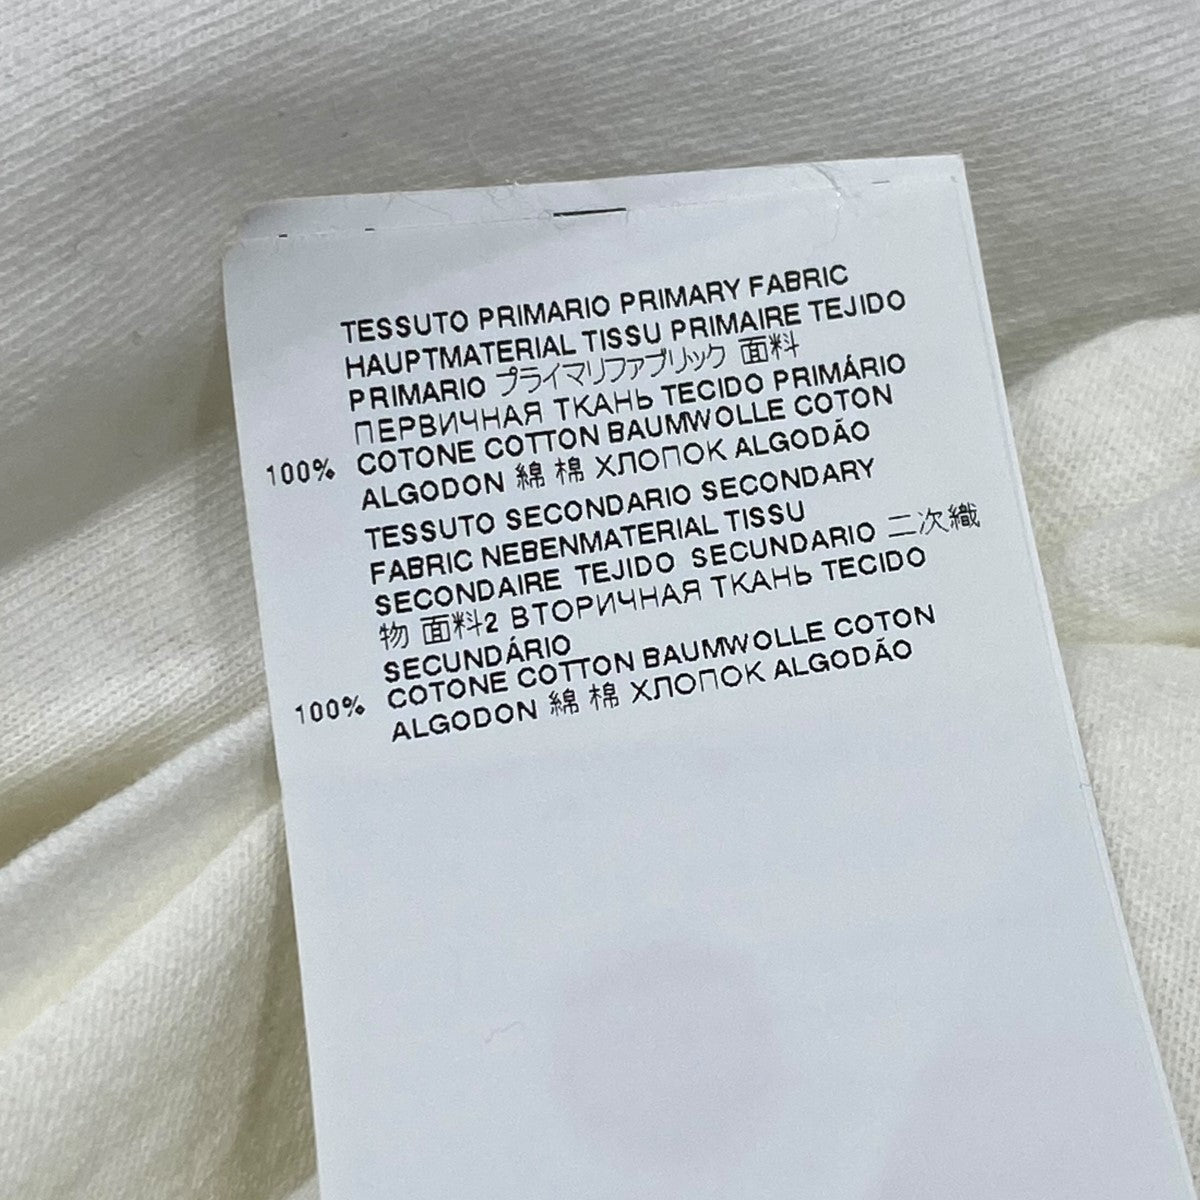 TESSUTO PRIMARIO PRIMARY FABRIC
HAUPTMATERIAL TISSU PRIMAIRE TEJIDO
PRIMARIO プライマリファブリック 面料
ПЕРВИЧНАЯ ТКАНЬ TECIDO PRIMÁRIO
100% COTONE COTTON BAUMWOLLE COTON
ALGODON 綿 棉 ХЛОПОК ALGODÃO
TESSUTO SECONDARIO SECONDARY
FABRIC NEBENMATERIAL TISSU
SECONDAIRE TEJIDO SECUNDARIO 二次織
物 面料2 ВТОРИЧНАЯ ТКАНЬ TECIDO
SECUNDÁRIO
100% COTONE COTTON BAUMWOLLE COTON
ALGODON 綿 棉 ХЛОПОК ALGODÃO